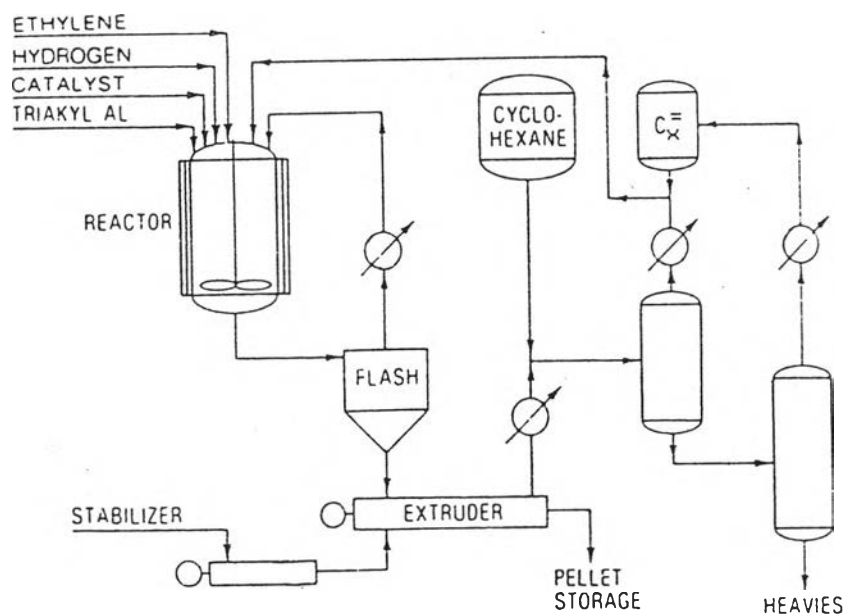 ETHYLENE
HYDROGEN
CATALYST
TRIAKYL AL
REACTOR
CYCLO-
HEXANE
C=x
FLASH
STABILIZER
EXTRUDER
PELLET
STORAGE
HEAVIES